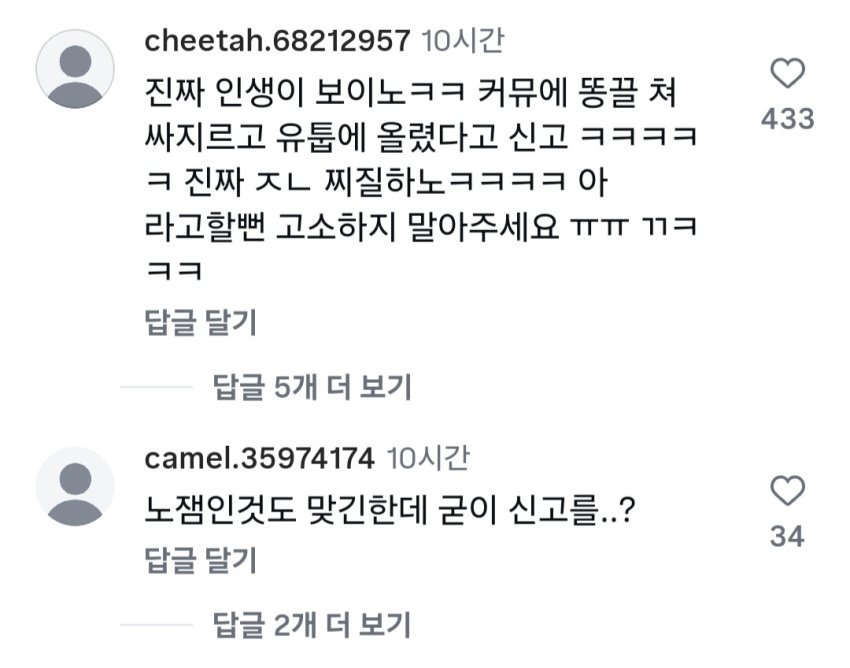 cheetah.68212957 10시간
진짜 인생이 보이노ㅋㅋ 커뮤에 똥끌 쳐
싸지르고 유툽에 올렸다고 신고 ㅋㅋㅋㅋ
ㅋ 진짜 ㅈㄴ 찌질하노ㅋㅋㅋㅋ 아
라고할뻔 고소하지 말아주세요 ㅠㅠ ㄲㅋ
ㅋㅋ
433
답글 달기
답글 5개 더 보기
camel.35974174 10시간
노잼인것도 맞긴한데 굳이 신고를..?
34
답글 달기
답글 2개 더 보기